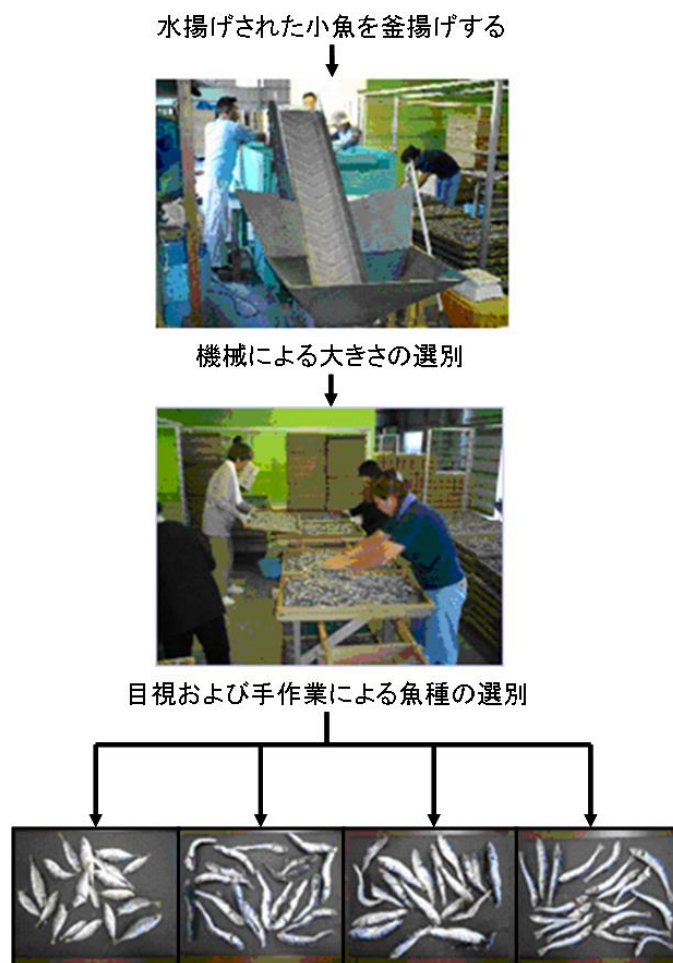 水揚げされた小魚を釜揚げする
機械による大きさの選別
目視および手作業による魚種の選別